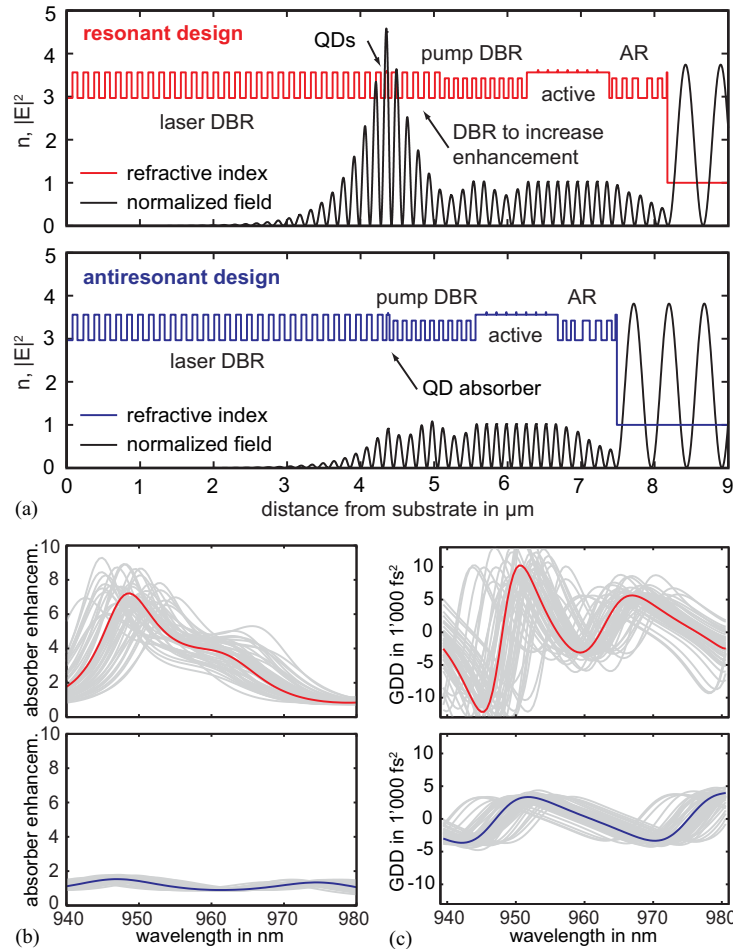 resonant design
QDs
pump DBR
AR
laser DBR
active
DBR to increase
enhancement
refractive index
normalized field
n, |E|²
5
4
3
2
1
0
antiresonant design
pump DBR
AR
laser DBR
active
QD absorber
refractive index
normalized field
n, |E|²
5
4
3
2
1
0
0 1 2 3 4 5 6 7 8 9
(a) distance from substrate in µm
absorber enhancem.
10
8
6
4
2
0
absorber enhancem.
10
8
6
4
2
0
940 950 960 970 980
(b) wavelength in nm
GDD in 1'000 fs²
10
5
0
-5
-10
GDD in 1'000 fs²
10
5
0
-5
-10
940 950 960 970 980
(c) wavelength in nm